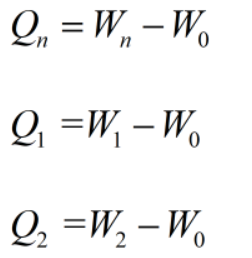 Qₙ = Wₙ − W₀
Q₁ = W₁ − W₀
Q₂ = W₂ − W₀